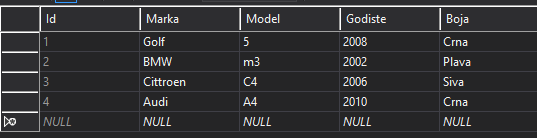 Id Marka Model Godiste Boja
1 Golf 5 2008 Crna
2 BMW m3 2002 Plava
3 Cittroen C4 2006 Siva
4 Audi A4 2010 Crna
NULL NULL NULL NULL NULL